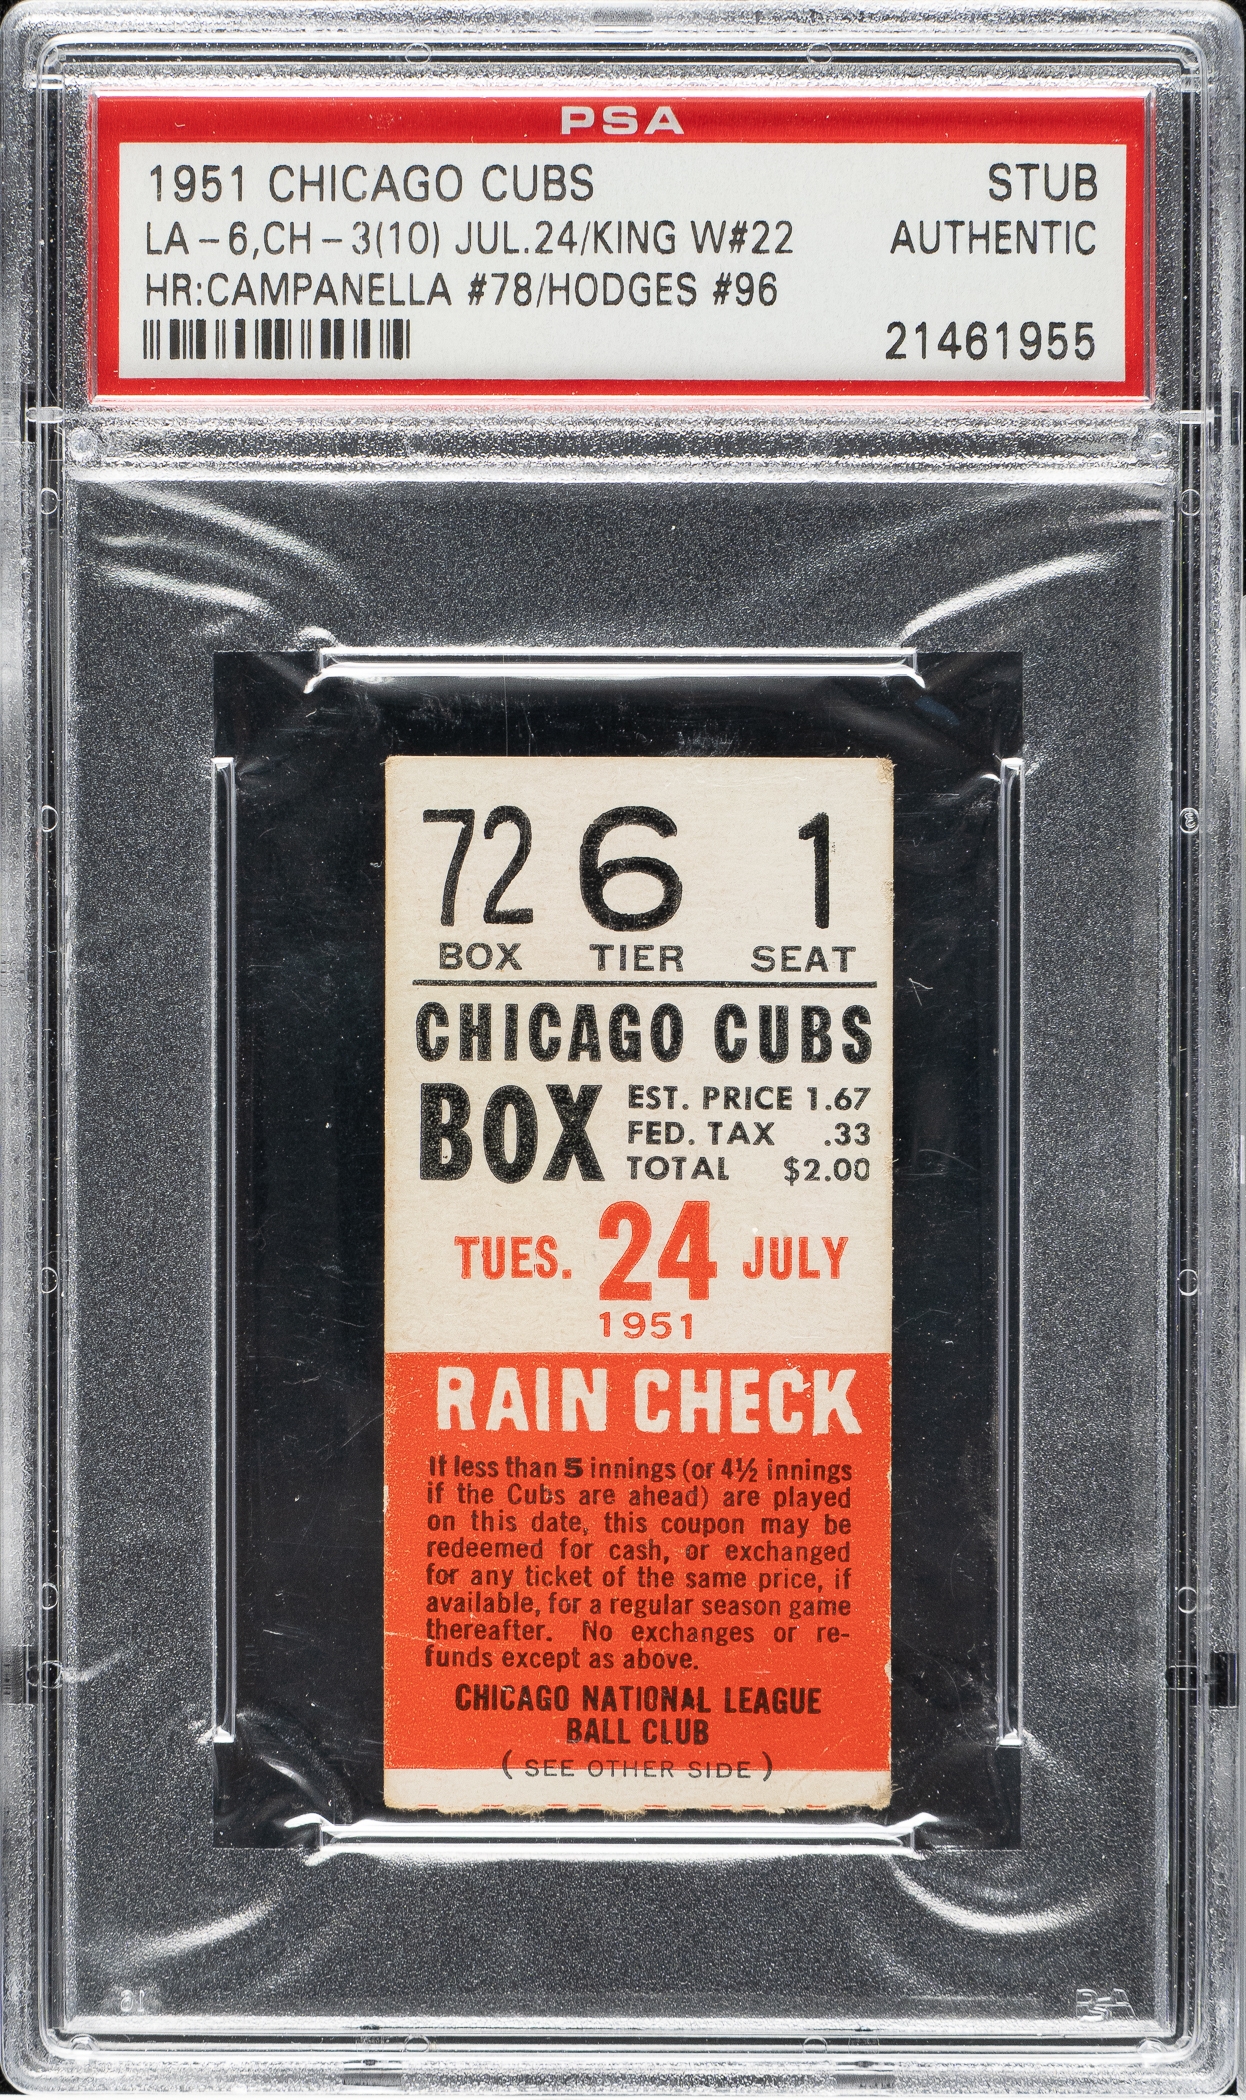 PSA
1951 CHICAGO CUBS STUB
LA-6,CH-3(10) JUL.24/KING W#22 AUTHENTIC
HR:CAMPANELLA #78/HODGES #96
21461955
72 6 1
BOX TIER SEAT
CHICAGO CUBS
BOX EST. PRICE 1.67
FED. TAX .33
TOTAL $2.00
TUES. 24 JULY
1951
RAIN CHECK
If less than 5 innings (or 4½ innings
if the Cubs are ahead) are played
on this date, this coupon may be
redeemed for cash, or exchanged
for any ticket of the same price, if
available, for a regular season game
thereafter. No exchanges or re-
funds except as above.
CHICAGO NATIONAL LEAGUE
BALL CLUB
(SEE OTHER SIDE)
PSA